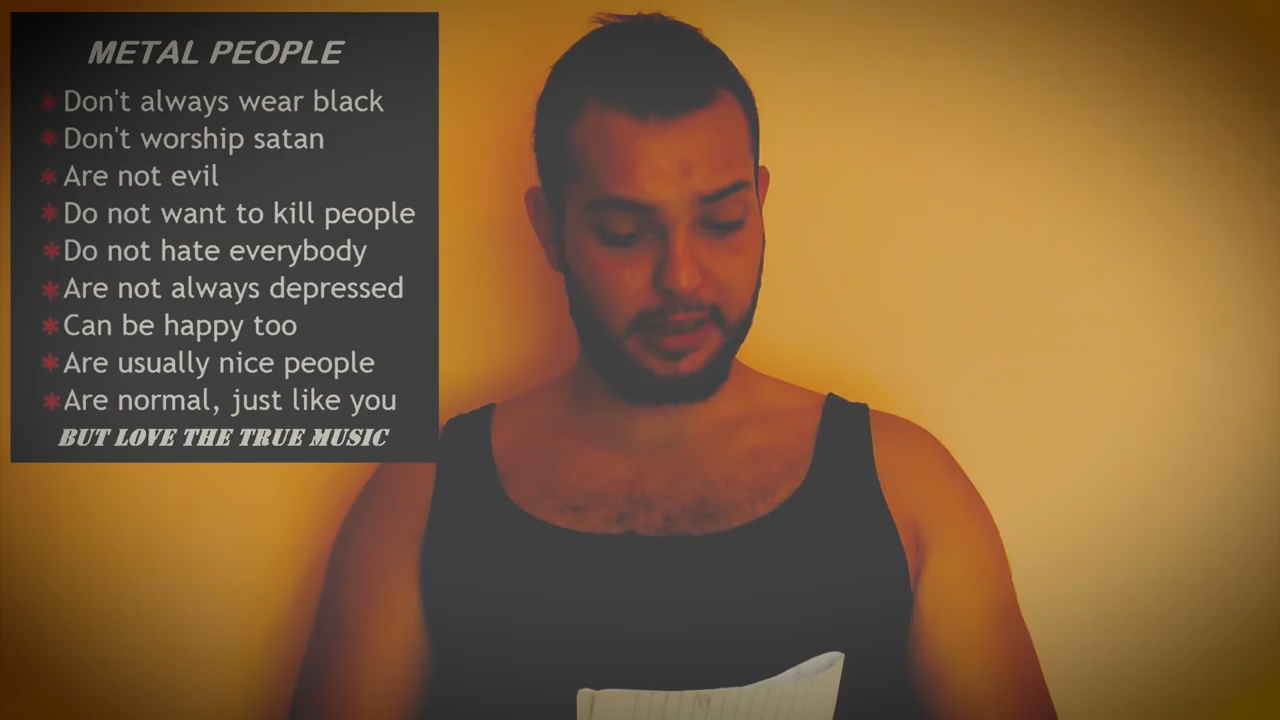 METAL PEOPLE
Don't always wear black
Don't worship satan
Are not evil
Do not want to kill people
Do not hate everybody
Are not always depressed
Can be happy too
Are usually nice people
Are normal, just like you
BUT LOVE THE TRUE MUSIC